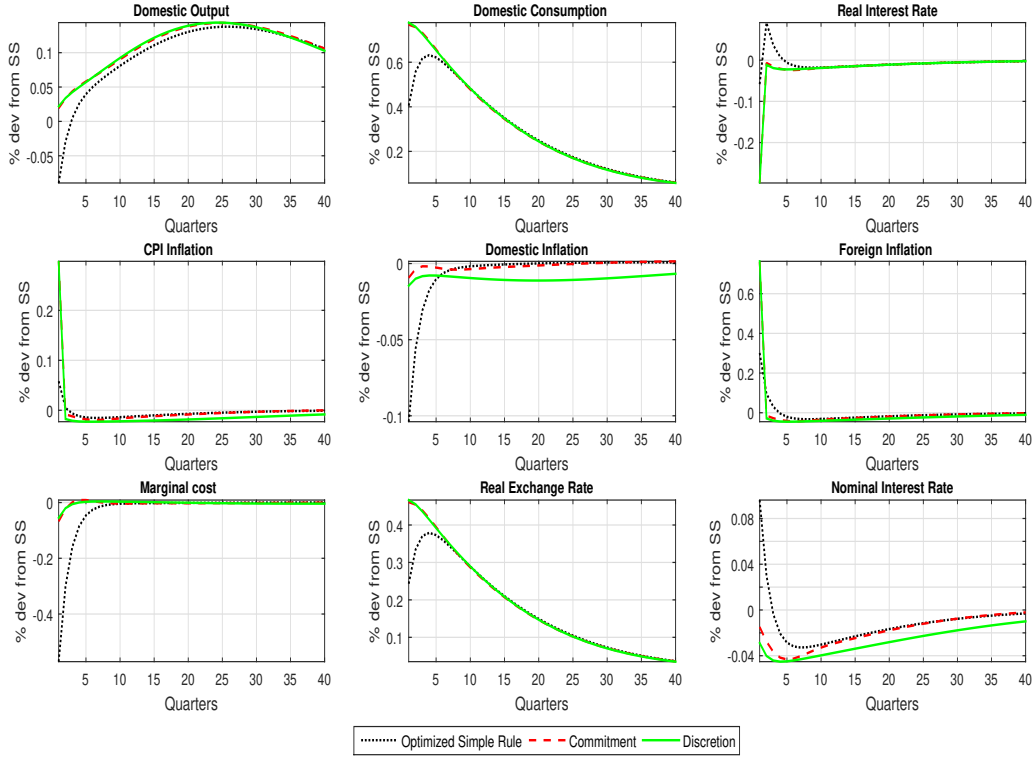 Domestic Output
% dev from SS
0.1
0.05
0
-0.05
5 10 15 20 25 30 35 40
Quarters
Domestic Consumption
% dev from SS
0.6
0.4
0.2
5 10 15 20 25 30 35 40
Quarters
Real Interest Rate
% dev from SS
0
-0.1
-0.2
5 10 15 20 25 30 35 40
Quarters
CPI Inflation
% dev from SS
0.2
0.1
0
5 10 15 20 25 30 35 40
Quarters
Domestic Inflation
% dev from SS
0
-0.05
-0.1
5 10 15 20 25 30 35 40
Quarters
Foreign Inflation
% dev from SS
0.6
0.4
0.2
0
5 10 15 20 25 30 35 40
Quarters
Marginal cost
% dev from SS
0
-0.2
-0.4
5 10 15 20 25 30 35 40
Quarters
Real Exchange Rate
% dev from SS
0.4
0.3
0.2
0.1
5 10 15 20 25 30 35 40
Quarters
Nominal Interest Rate
% dev from SS
0.08
0.04
0
-0.04
5 10 15 20 25 30 35 40
Quarters
Optimized Simple Rule Commitment Discretion